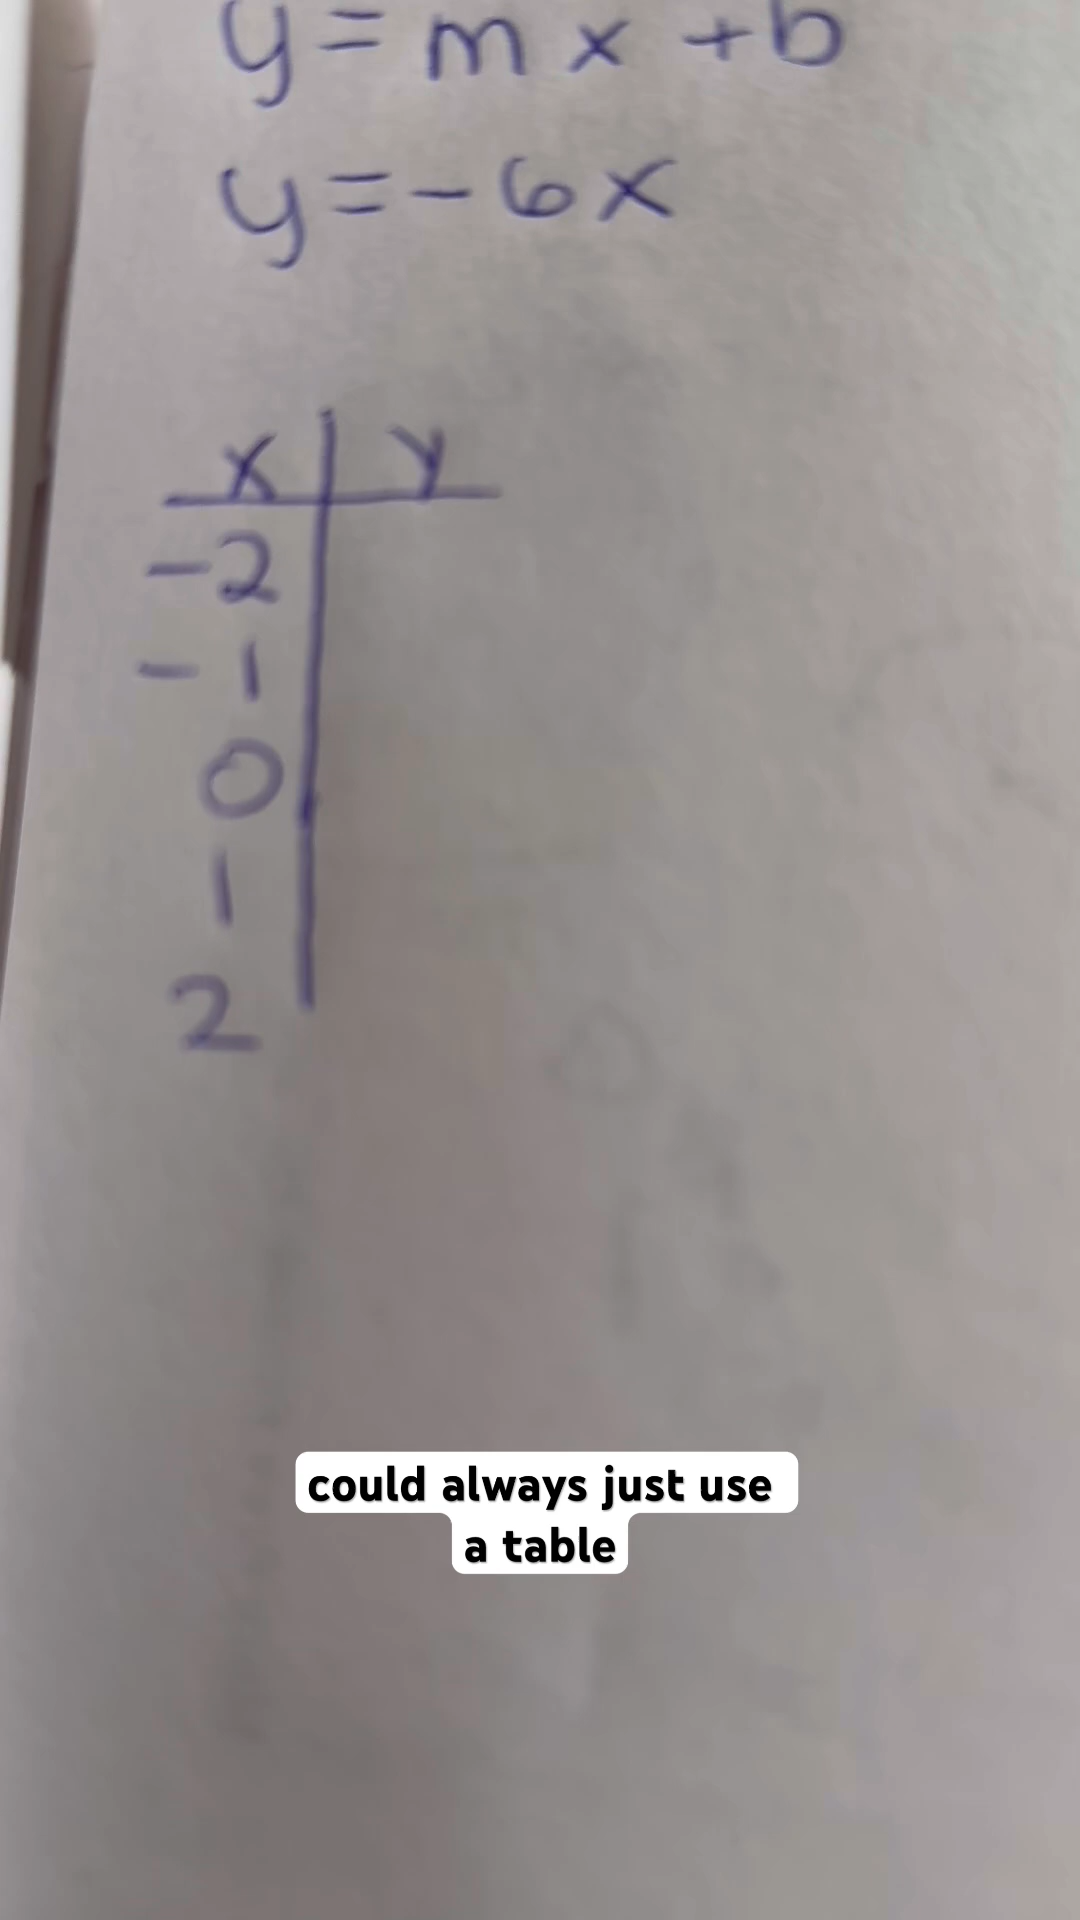 y = mx + b
y = -6x
x y
-2
-1
0
1
2
could always just use
a table